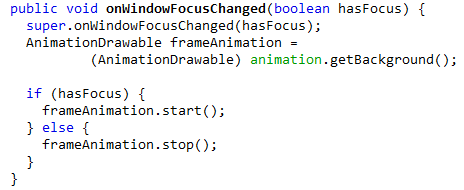 public void onWindowFocusChanged(boolean hasFocus) {
  super.onWindowFocusChanged(hasFocus);
  AnimationDrawable frameAnimation =
          (AnimationDrawable) animation.getBackground();

  if (hasFocus) {
    frameAnimation.start();
  } else {
    frameAnimation.stop();
  }
}